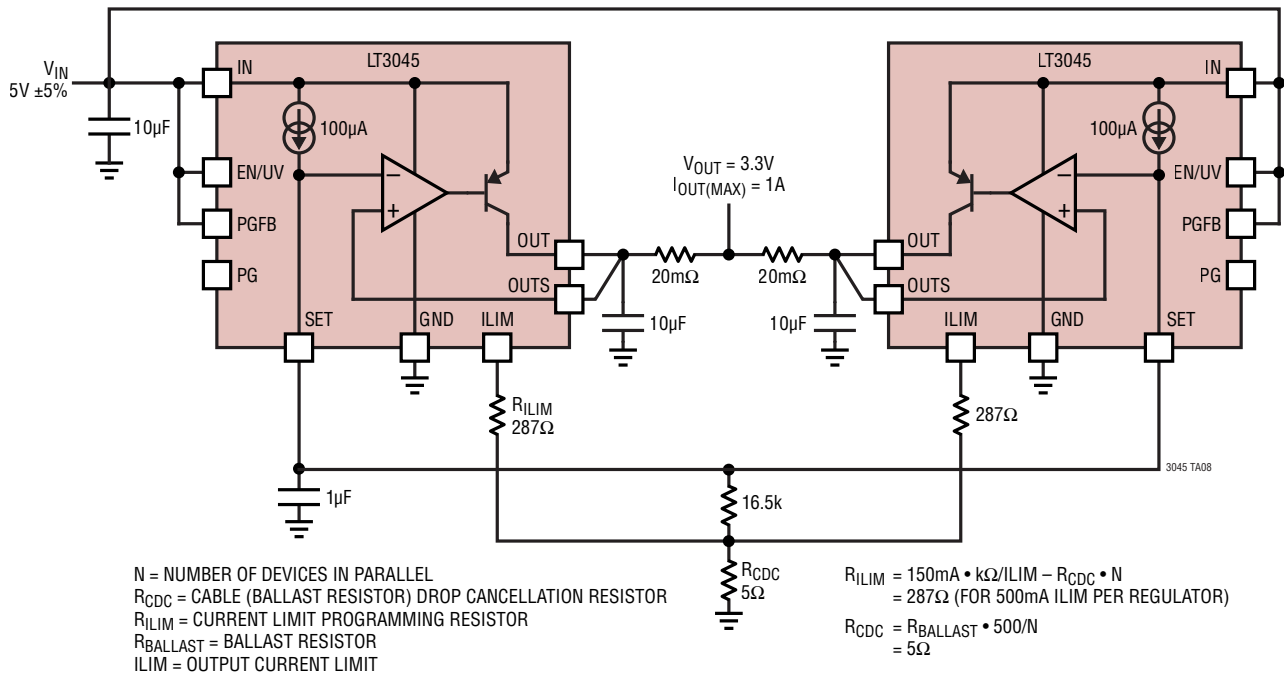 VIN
5V ±5%
10µF
IN
LT3045
100µA
EN/UV
PGFB
PG
SET
GND
ILIM
OUT
OUTS
−
+
10µF
20mΩ
VOUT = 3.3V
IOUT(MAX) = 1A
20mΩ
10µF
LT3045
IN
100µA
EN/UV
PGFB
PG
OUT
OUTS
−
+
ILIM
GND
SET
RILIM
287Ω
287Ω
3045 TA08
1µF
16.5k
RCDC
5Ω
N = NUMBER OF DEVICES IN PARALLEL
RCDC = CABLE (BALLAST RESISTOR) DROP CANCELLATION RESISTOR
RILIM = CURRENT LIMIT PROGRAMMING RESISTOR
RBALLAST = BALLAST RESISTOR
ILIM = OUTPUT CURRENT LIMIT
RILIM = 150mA • kΩ/ILIM – RCDC • N
= 287Ω (FOR 500mA ILIM PER REGULATOR)
RCDC = RBALLAST • 500/N
= 5Ω